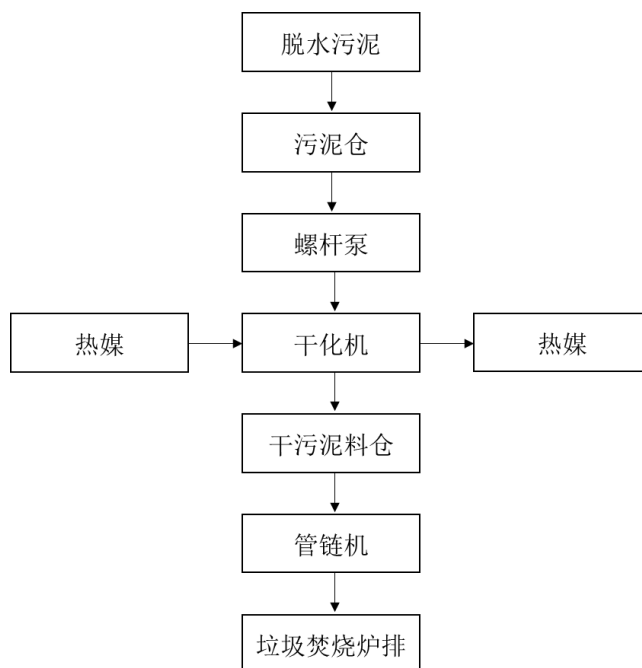 脱水污泥
污泥仓
螺杆泵
热媒
干化机
热媒
干污泥料仓
管链机
垃圾焚烧炉排